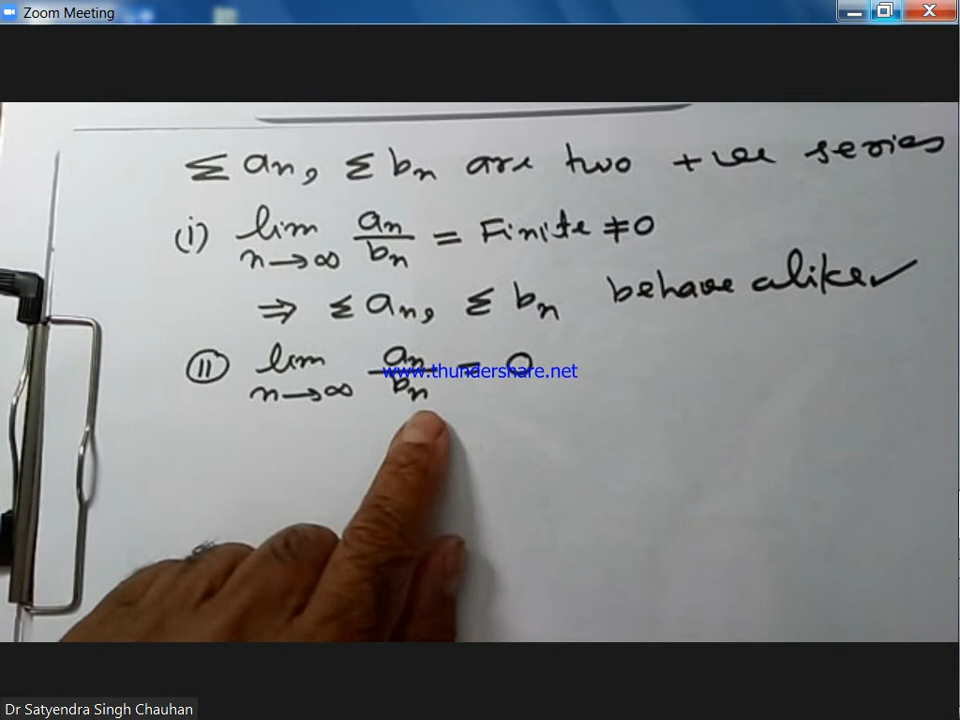 Zoom Meeting
Σ an, Σ bn are two +ve series
(i) lim n→∞ an/bn = Finite ≠0
⇒ Σ an, Σ bn behave alike✓
(ii) lim n→∞ an/bn = 0
www.thundershare.net
Dr Satyendra Singh Chauhan